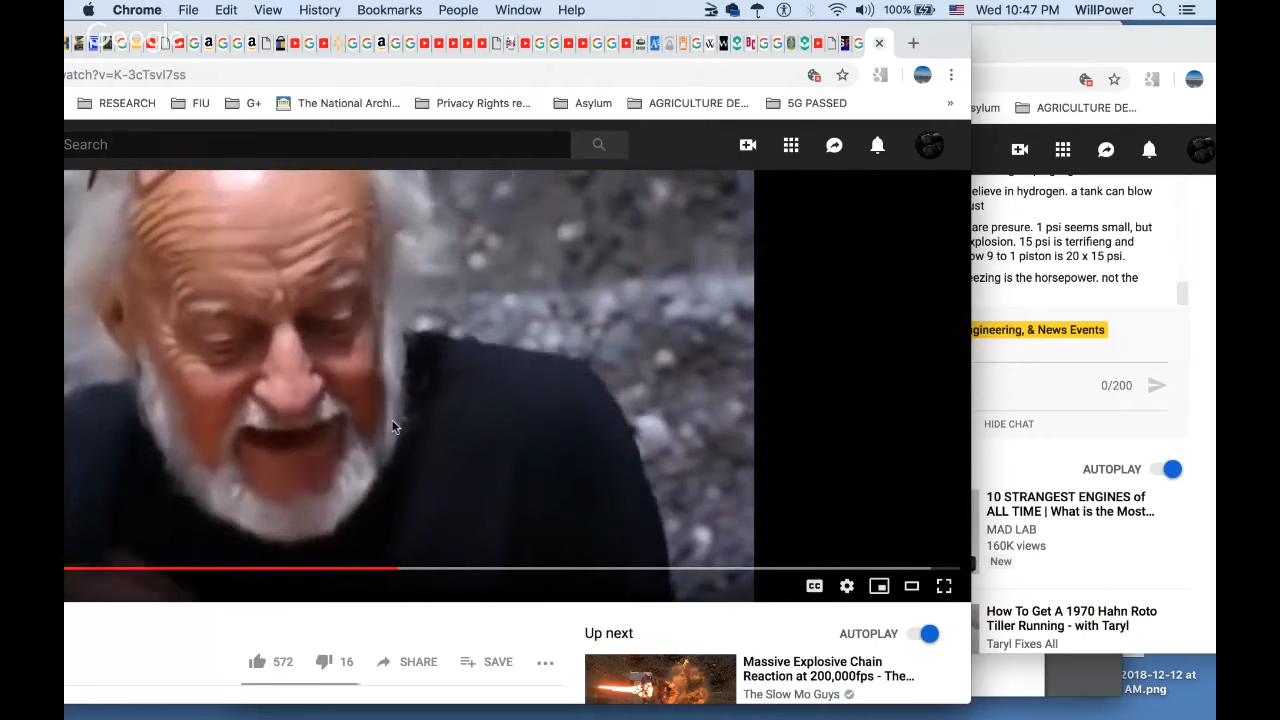 Chrome File Edit View History Bookmarks People Window Help 100% Wed 10:47 PM WillPower
Google
watch?v=K-3cTsvI7ss
RESEARCH FIU G+ The National Archi... Privacy Rights re... Asylum AGRICULTURE DE... 5G PASSED »
sylum AGRICULTURE DE...
Search
elieve in hydrogen. a tank can blow
ust
are presure. 1 psi seems small, but
xplosion. 15 psi is terrifieng and
ow 9 to 1 piston is 20 x 15 psi.
eezing is the horsepower. not the
gineering, & News Events
0/200
HIDE CHAT
AUTOPLAY
10 STRANGEST ENGINES of
ALL TIME | What is the Most...
MAD LAB
160K views
New
How To Get A 1970 Hahn Roto
Tiller Running - with Taryl
Taryl Fixes All
CC
Up next AUTOPLAY
572 16 SHARE SAVE
Massive Explosive Chain
Reaction at 200,000fps - The...
The Slow Mo Guys
2018-12-12 at
AM.png